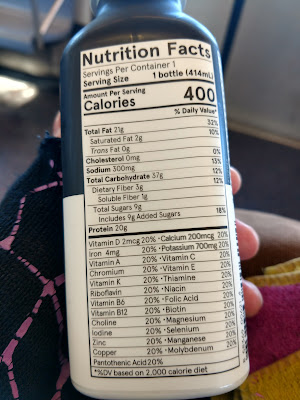 Nutrition Facts
Servings Per Container 1
Serving Size 1 bottle (414mL)
Amount Per Serving
Calories 400
% Daily Value*
Total Fat 21g 32%
Saturated Fat 2g 10%
Trans Fat 0g
Cholesterol 0mg 0%
Sodium 300mg 13%
Total Carbohydrate 37g 12%
Dietary Fiber 3g 12%
Soluble Fiber 1g
Total Sugars 9g
Includes 9g Added Sugars 18%
Protein 20g
Vitamin D 2mcg 20% • Calcium 200mcg 20%
Iron 4mg 20% • Potassium 700mg 20%
Vitamin A 20% • Vitamin C 20%
Chromium 20% • Vitamin E 20%
Vitamin K 20% • Thiamine 20%
Riboflavin 20% • Niacin 20%
Vitamin B6 20% • Folic Acid 20%
Vitamin B12 20% • Biotin 20%
Choline 20% • Magnesium 20%
Iodine 20% • Selenium 20%
Zinc 20% • Manganese 20%
Copper 20% • Molybdenum 20%
Pantothenic Acid 20%
*%DV based on 2,000 calorie diet